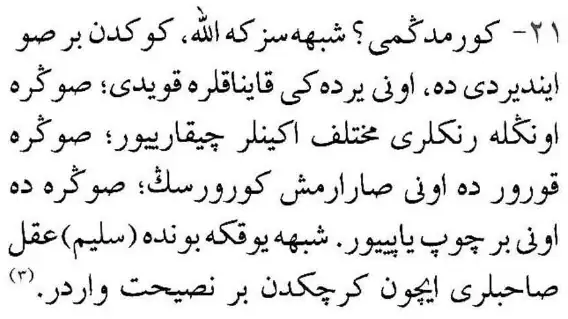 ٢١- كورمدڭمى؟ شبهه‌سز كه الله، كوكدن بر صو
ايندیردى ده، اونى يرده‌كى قايناقلره قويدى؛ صوڭره
اونڭله رنكلرى مختلف اكينلر چيقارييور؛ صوڭره
قورور ده اونى صارارمش كورورسڭ؛ صوڭره ده
اونى بر چوپ ياپييور. شبهه يوقكه بونده (سليم) عقل
صاحبلرى ايچون كرچكدن بر نصيحت واردر.(٣)